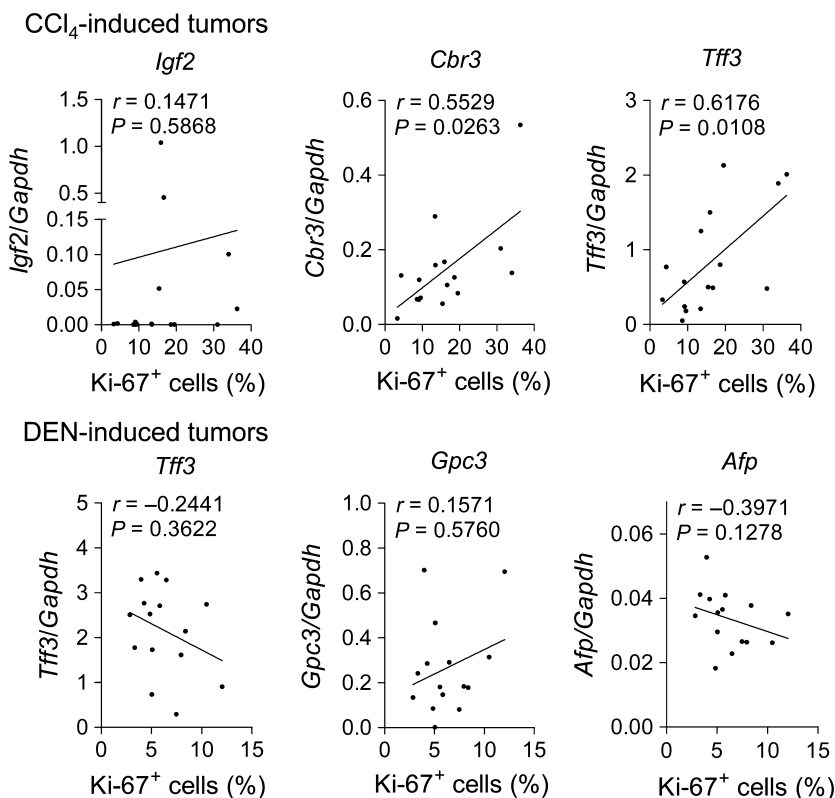 CCl₄-induced tumors
Igf2
r = 0.1471
P = 0.5868
Igf2/Gapdh
1.5
1.0
0.5
0.15
0.10
0.05
0.00
0 10 20 30 40
Ki-67⁺ cells (%)
Cbr3
r = 0.5529
P = 0.0263
Cbr3/Gapdh
0.6
0.4
0.2
0.0
0 10 20 30 40
Ki-67⁺ cells (%)
Tff3
r = 0.6176
P = 0.0108
Tff3/Gapdh
3
2
1
0
0 10 20 30 40
Ki-67⁺ cells (%)
DEN-induced tumors
Tff3
r = –0.2441
P = 0.3622
Tff3/Gapdh
5
4
3
2
1
0
0 5 10 15
Ki-67⁺ cells (%)
Gpc3
r = 0.1571
P = 0.5760
Gpc3/Gapdh
1.0
0.8
0.6
0.4
0.2
0.0
0 5 10 15
Ki-67⁺ cells (%)
Afp
r = –0.3971
P = 0.1278
Afp/Gapdh
0.06
0.04
0.02
0.00
0 5 10 15
Ki-67⁺ cells (%)